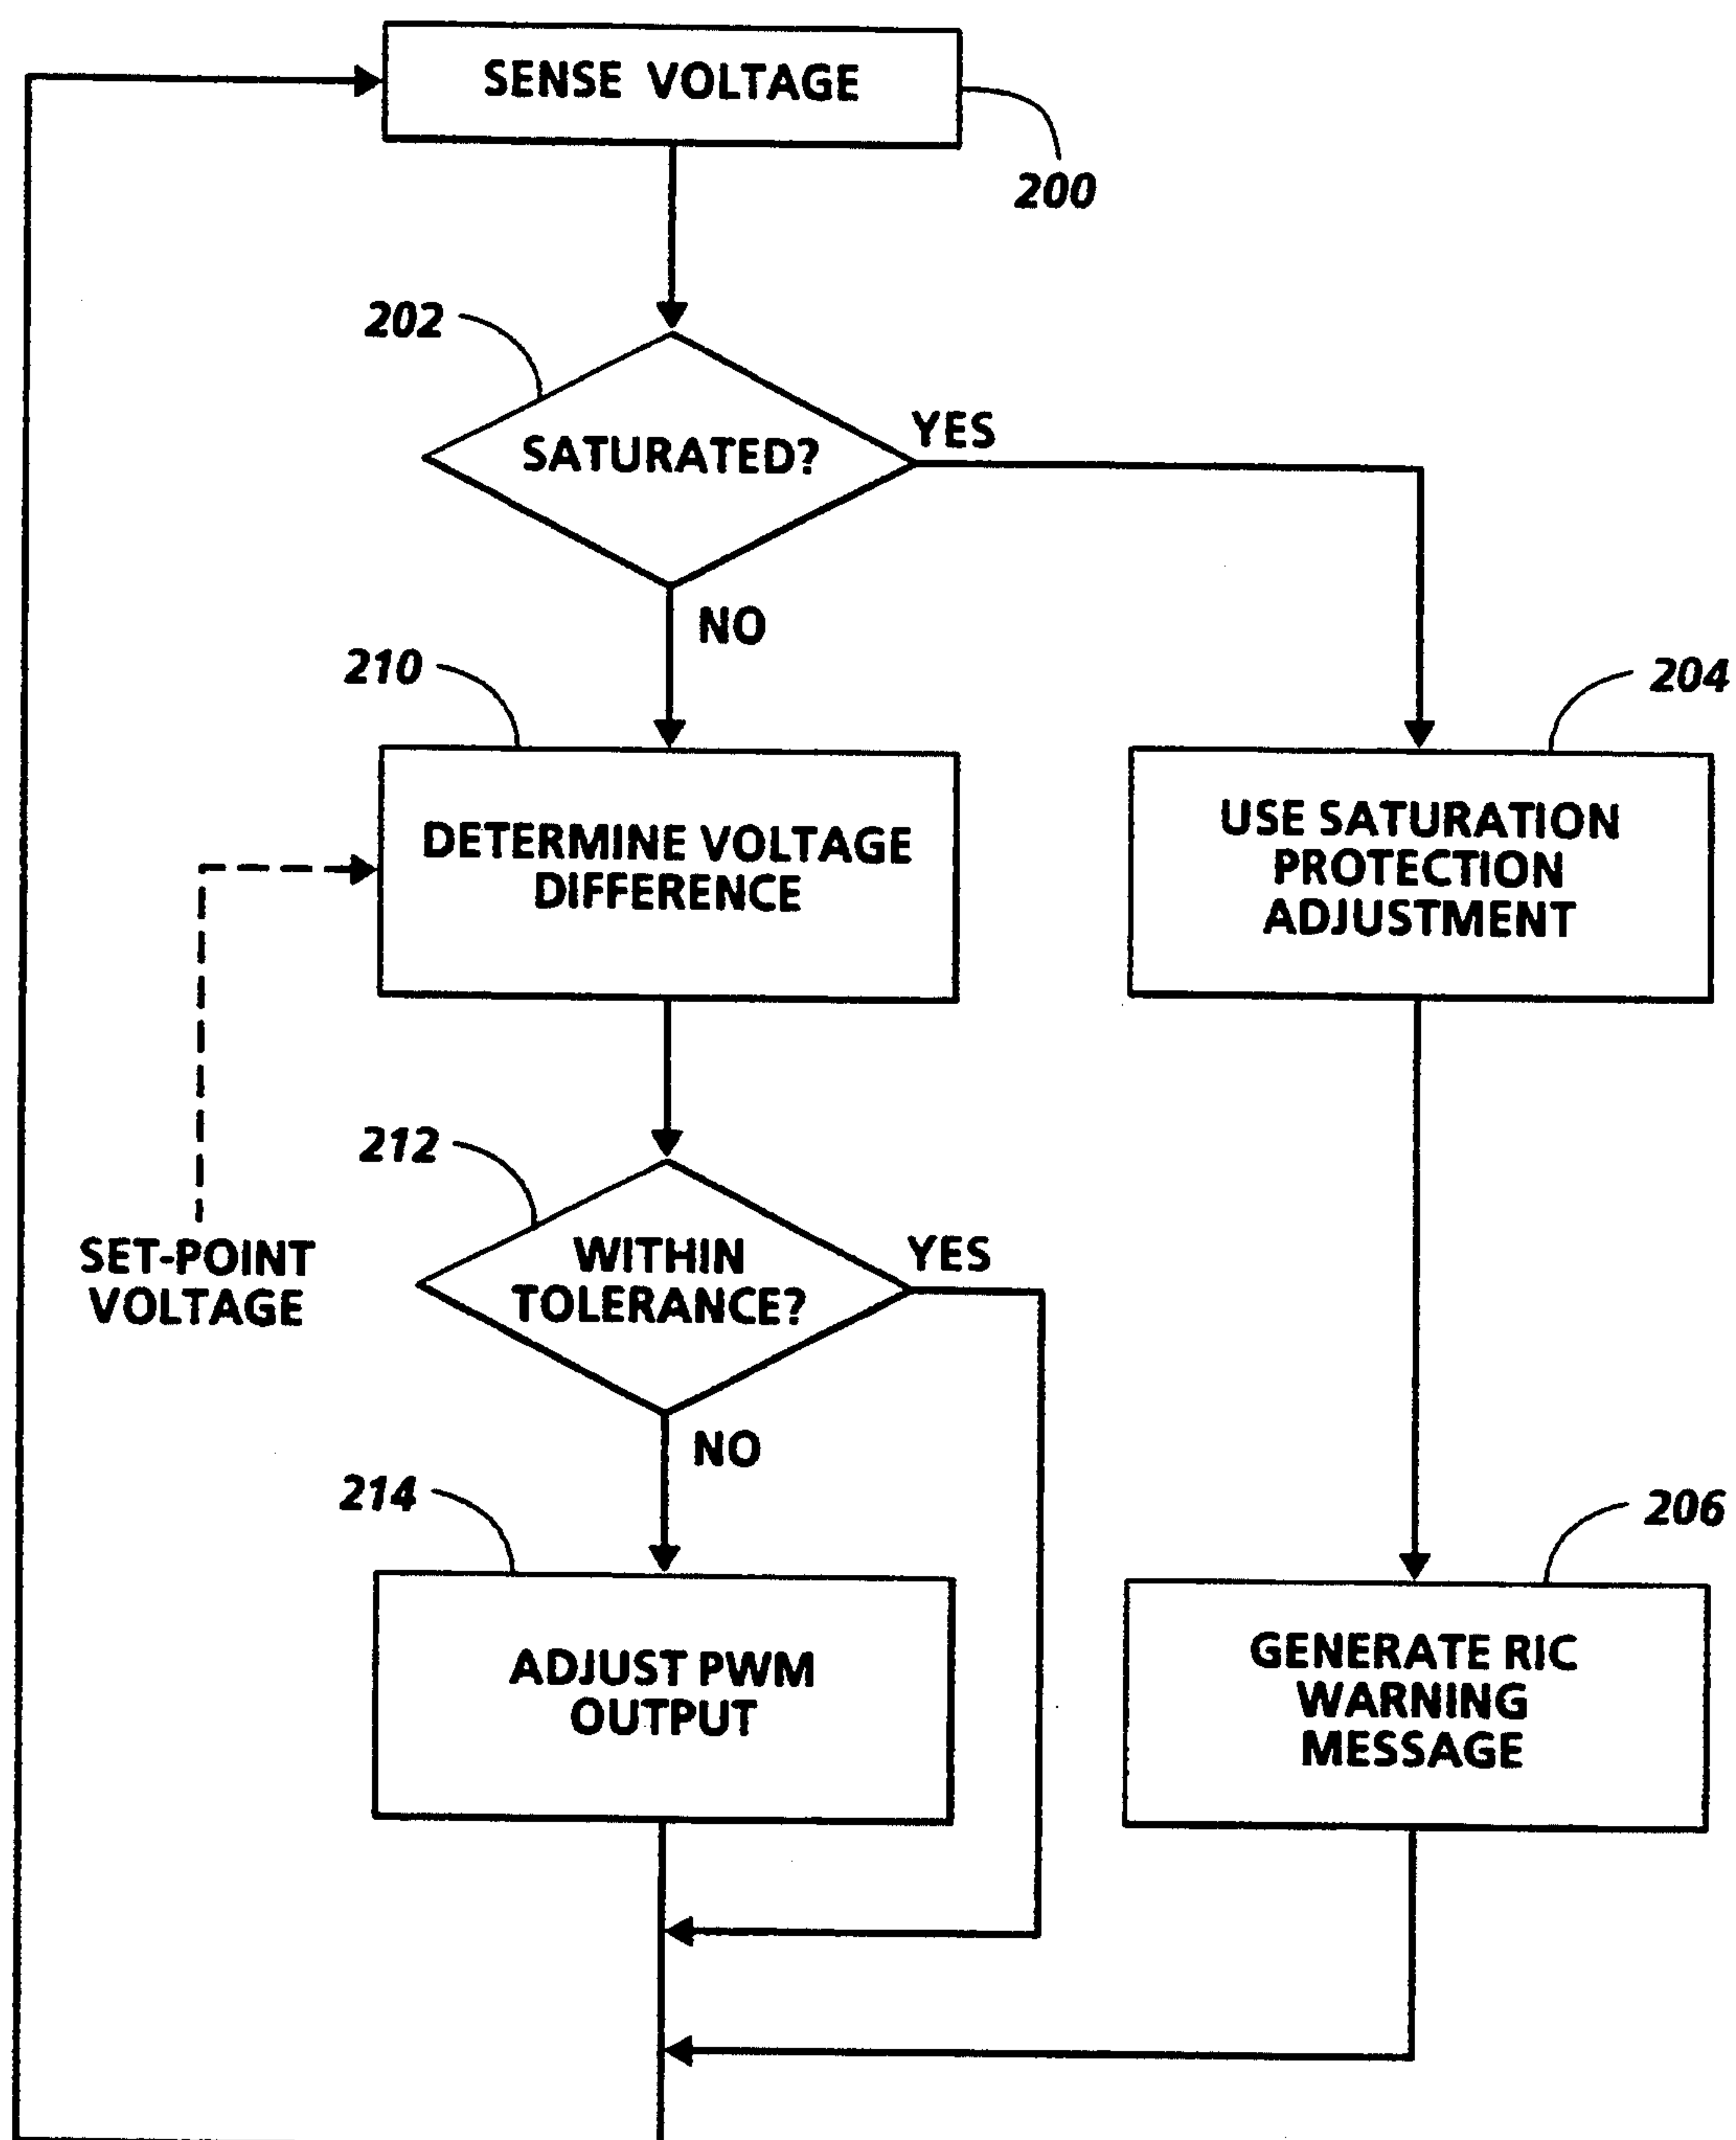 SENSE VOLTAGE
200
202
SATURATED?
YES
NO
210
204
DETERMINE VOLTAGE
DIFFERENCE
USE SATURATION
PROTECTION
ADJUSTMENT
212
SET-POINT
VOLTAGE
WITHIN
TOLERANCE?
YES
NO
214
206
ADJUST PWM
OUTPUT
GENERATE RIC
WARNING
MESSAGE